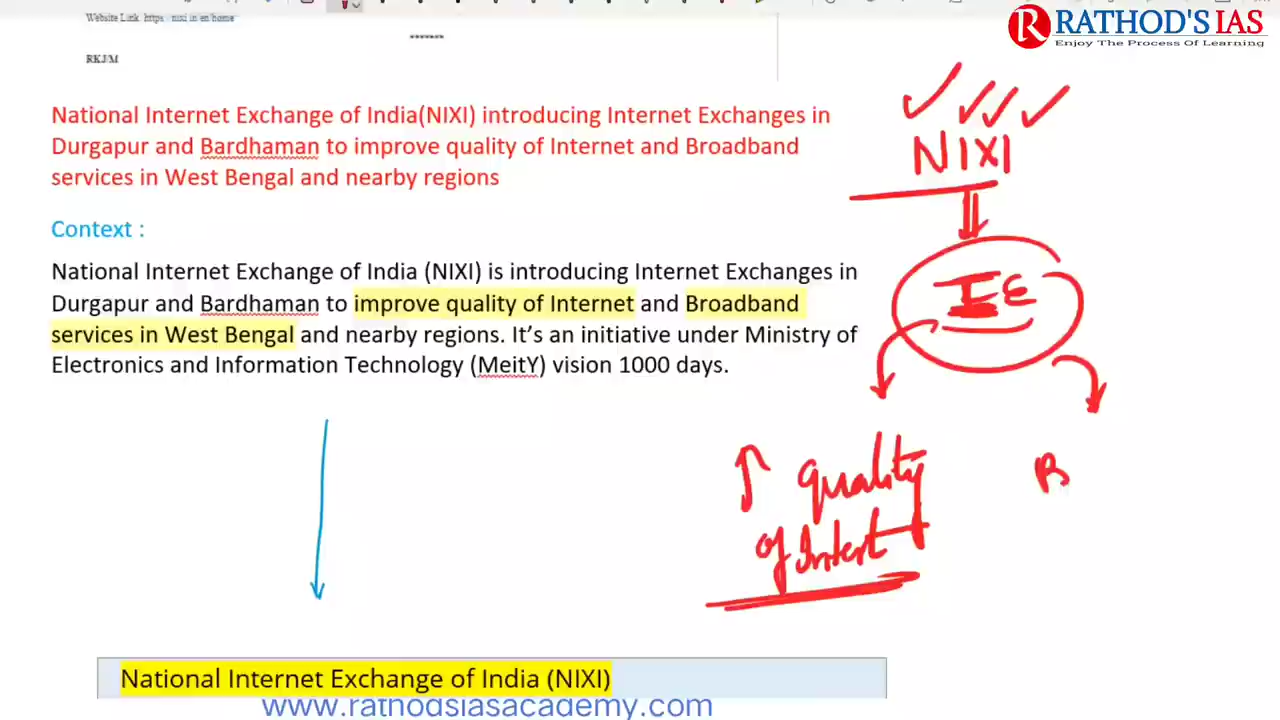 Website Link: https://nixi.in/en/home
*******
RKJ/M
RATHOD'S IAS
Enjoy The Process Of Learning
National Internet Exchange of India(NIXI) introducing Internet Exchanges in
Durgapur and Bardhaman to improve quality of Internet and Broadband
services in West Bengal and nearby regions
Context :
National Internet Exchange of India (NIXI) is introducing Internet Exchanges in
Durgapur and Bardhaman to improve quality of Internet and Broadband
services in West Bengal and nearby regions. It's an initiative under Ministry of
Electronics and Information Technology (MeitY) vision 1000 days.
NIXI
IE
↑ quality
of Internet
B
National Internet Exchange of India (NIXI)
www.rathodsiasacademy.com